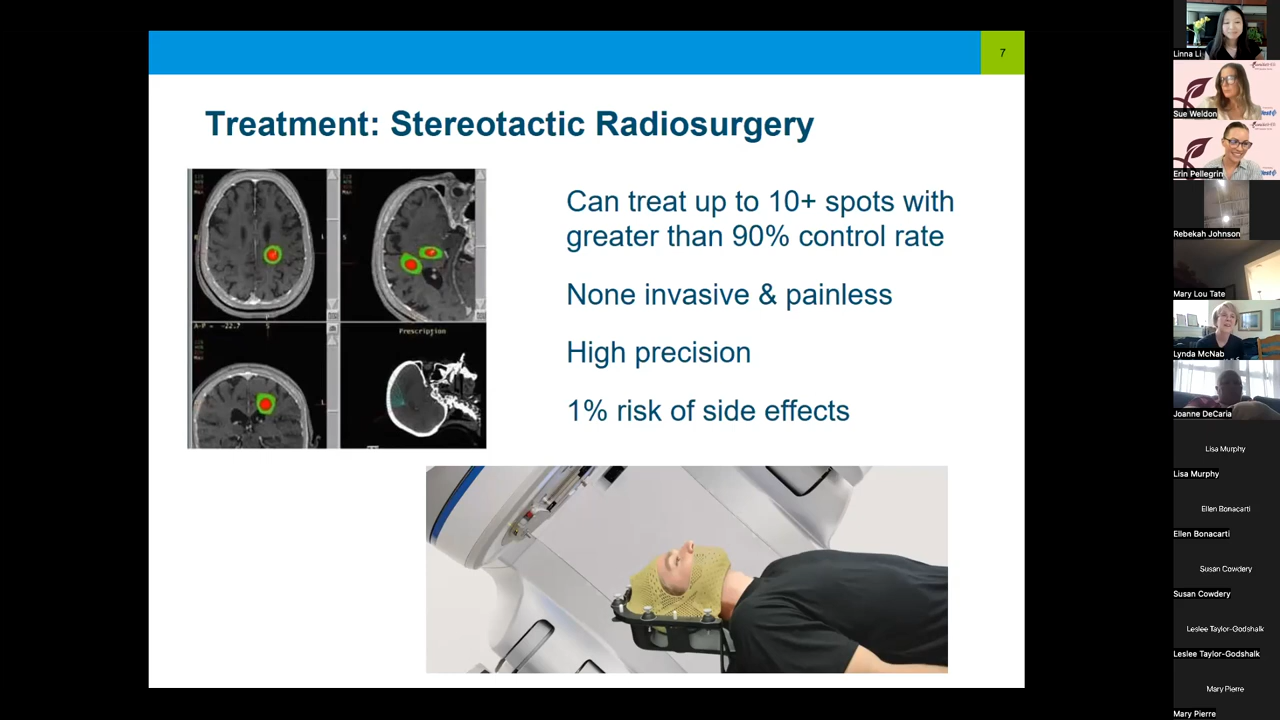 7
Treatment: Stereotactic Radiosurgery
Can treat up to 10+ spots with
greater than 90% control rate
None invasive & painless
High precision
1% risk of side effects
A-P = -22.7
S
Prescription
Linna Li
Sue Weldon
Erin Pellegrin
Rebekah Johnson
Mary Lou Tate
Lynda McNab
Joanne DeCaria
Lisa Murphy
Lisa Murphy
Ellen Bonacarti
Ellen Bonacarti
Susan Cowdery
Susan Cowdery
Leslee Taylor-Godshalk
Leslee Taylor-Godshalk
Mary Pierre
Mary Pierre